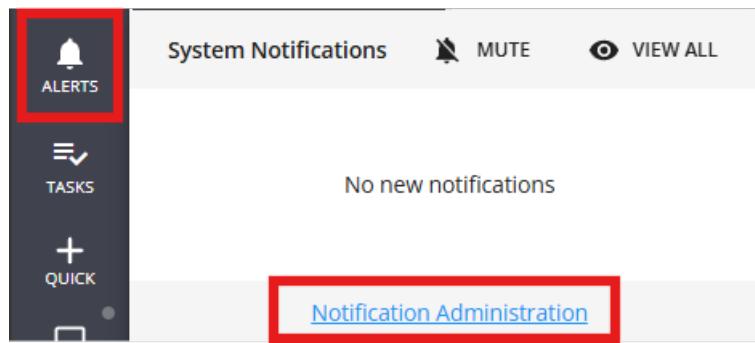 ALERTS
TASKS
QUICK
System Notifications MUTE VIEW ALL
No new notifications
Notification Administration